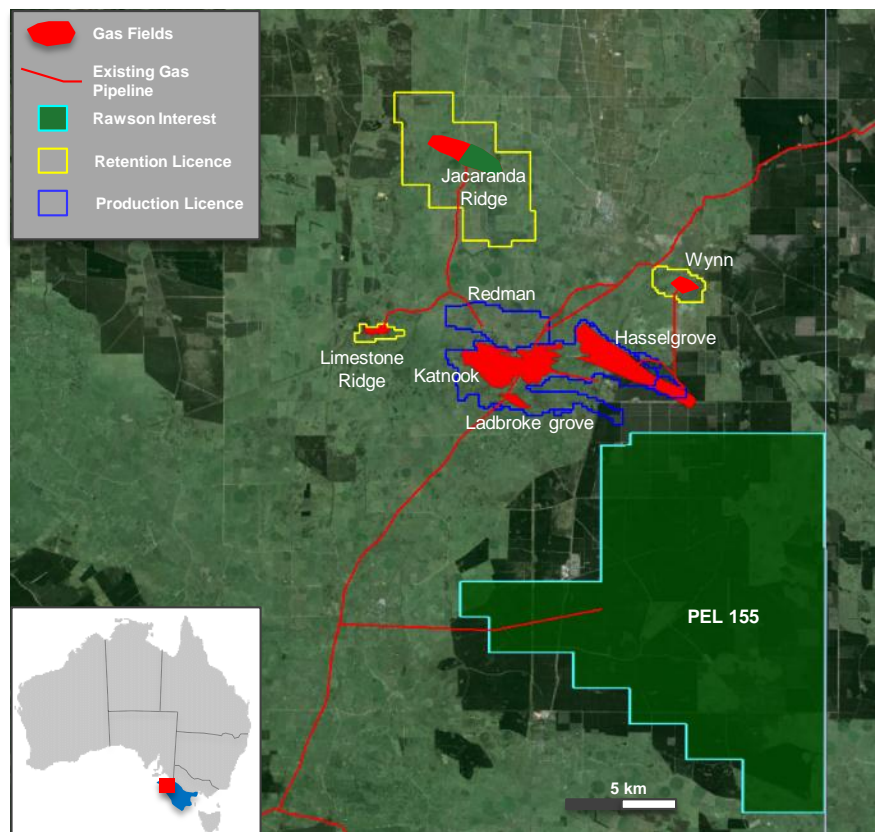 Gas Fields
Existing Gas
Pipeline
Rawson Interest
Retention Licence
Production Licence
Jacaranda
Ridge
Wynn
Redman
Hasselgrove
Limestone
Ridge
Katnook
Ladbroke grove
PEL 155
5 km